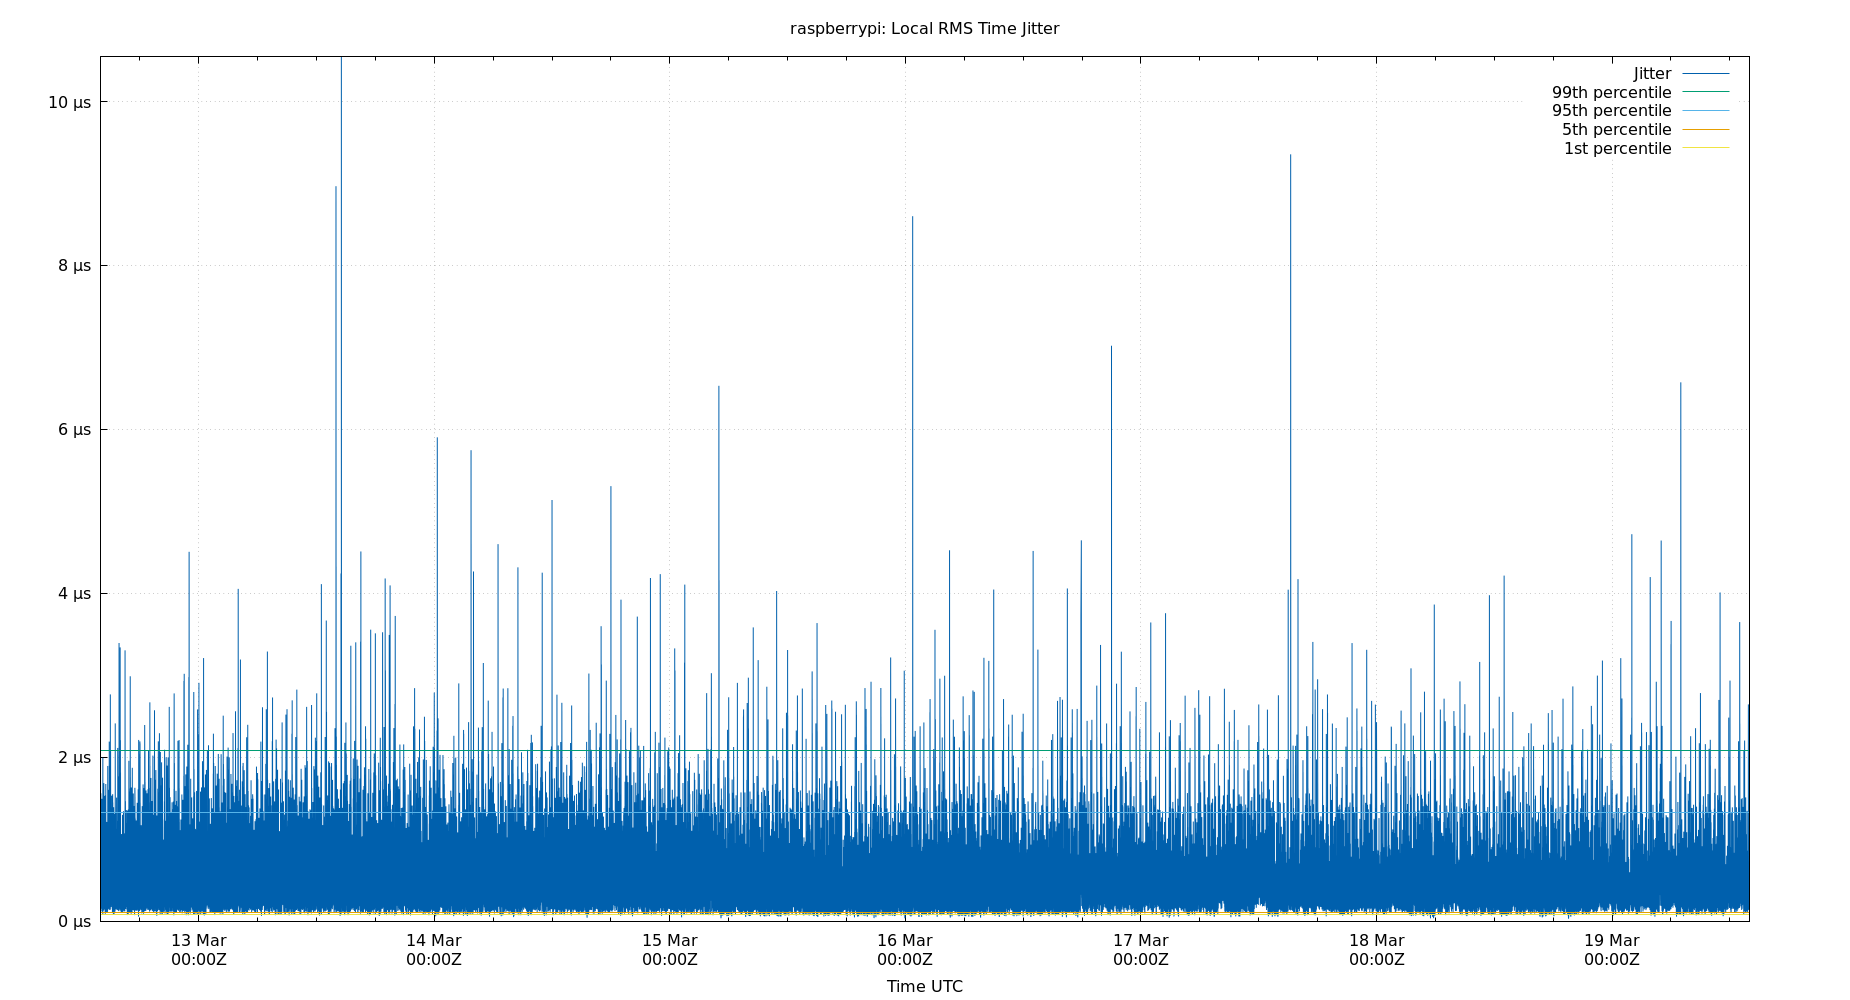 raspberrypi: Local RMS Time Jitter
Jitter
99th percentile
95th percentile
5th percentile
1st percentile
10 µs
8 µs
6 µs
4 µs
2 µs
0 µs
13 Mar 14 Mar 15 Mar 16 Mar 17 Mar 18 Mar 19 Mar
00:00Z 00:00Z 00:00Z 00:00Z 00:00Z 00:00Z 00:00Z
Time UTC